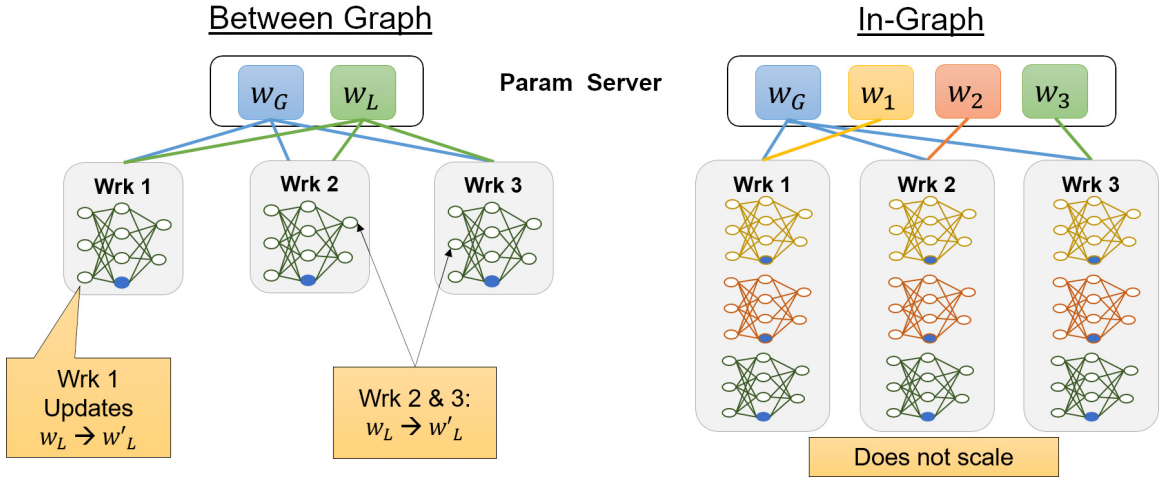 Between Graph
w_G w_L
Param Server
Wrk 1 Wrk 2 Wrk 3
Wrk 1
Updates
w_L → w'_L
Wrk 2 & 3:
w_L → w'_L
In-Graph
w_G w_1 w_2 w_3
Wrk 1 Wrk 2 Wrk 3
Does not scale